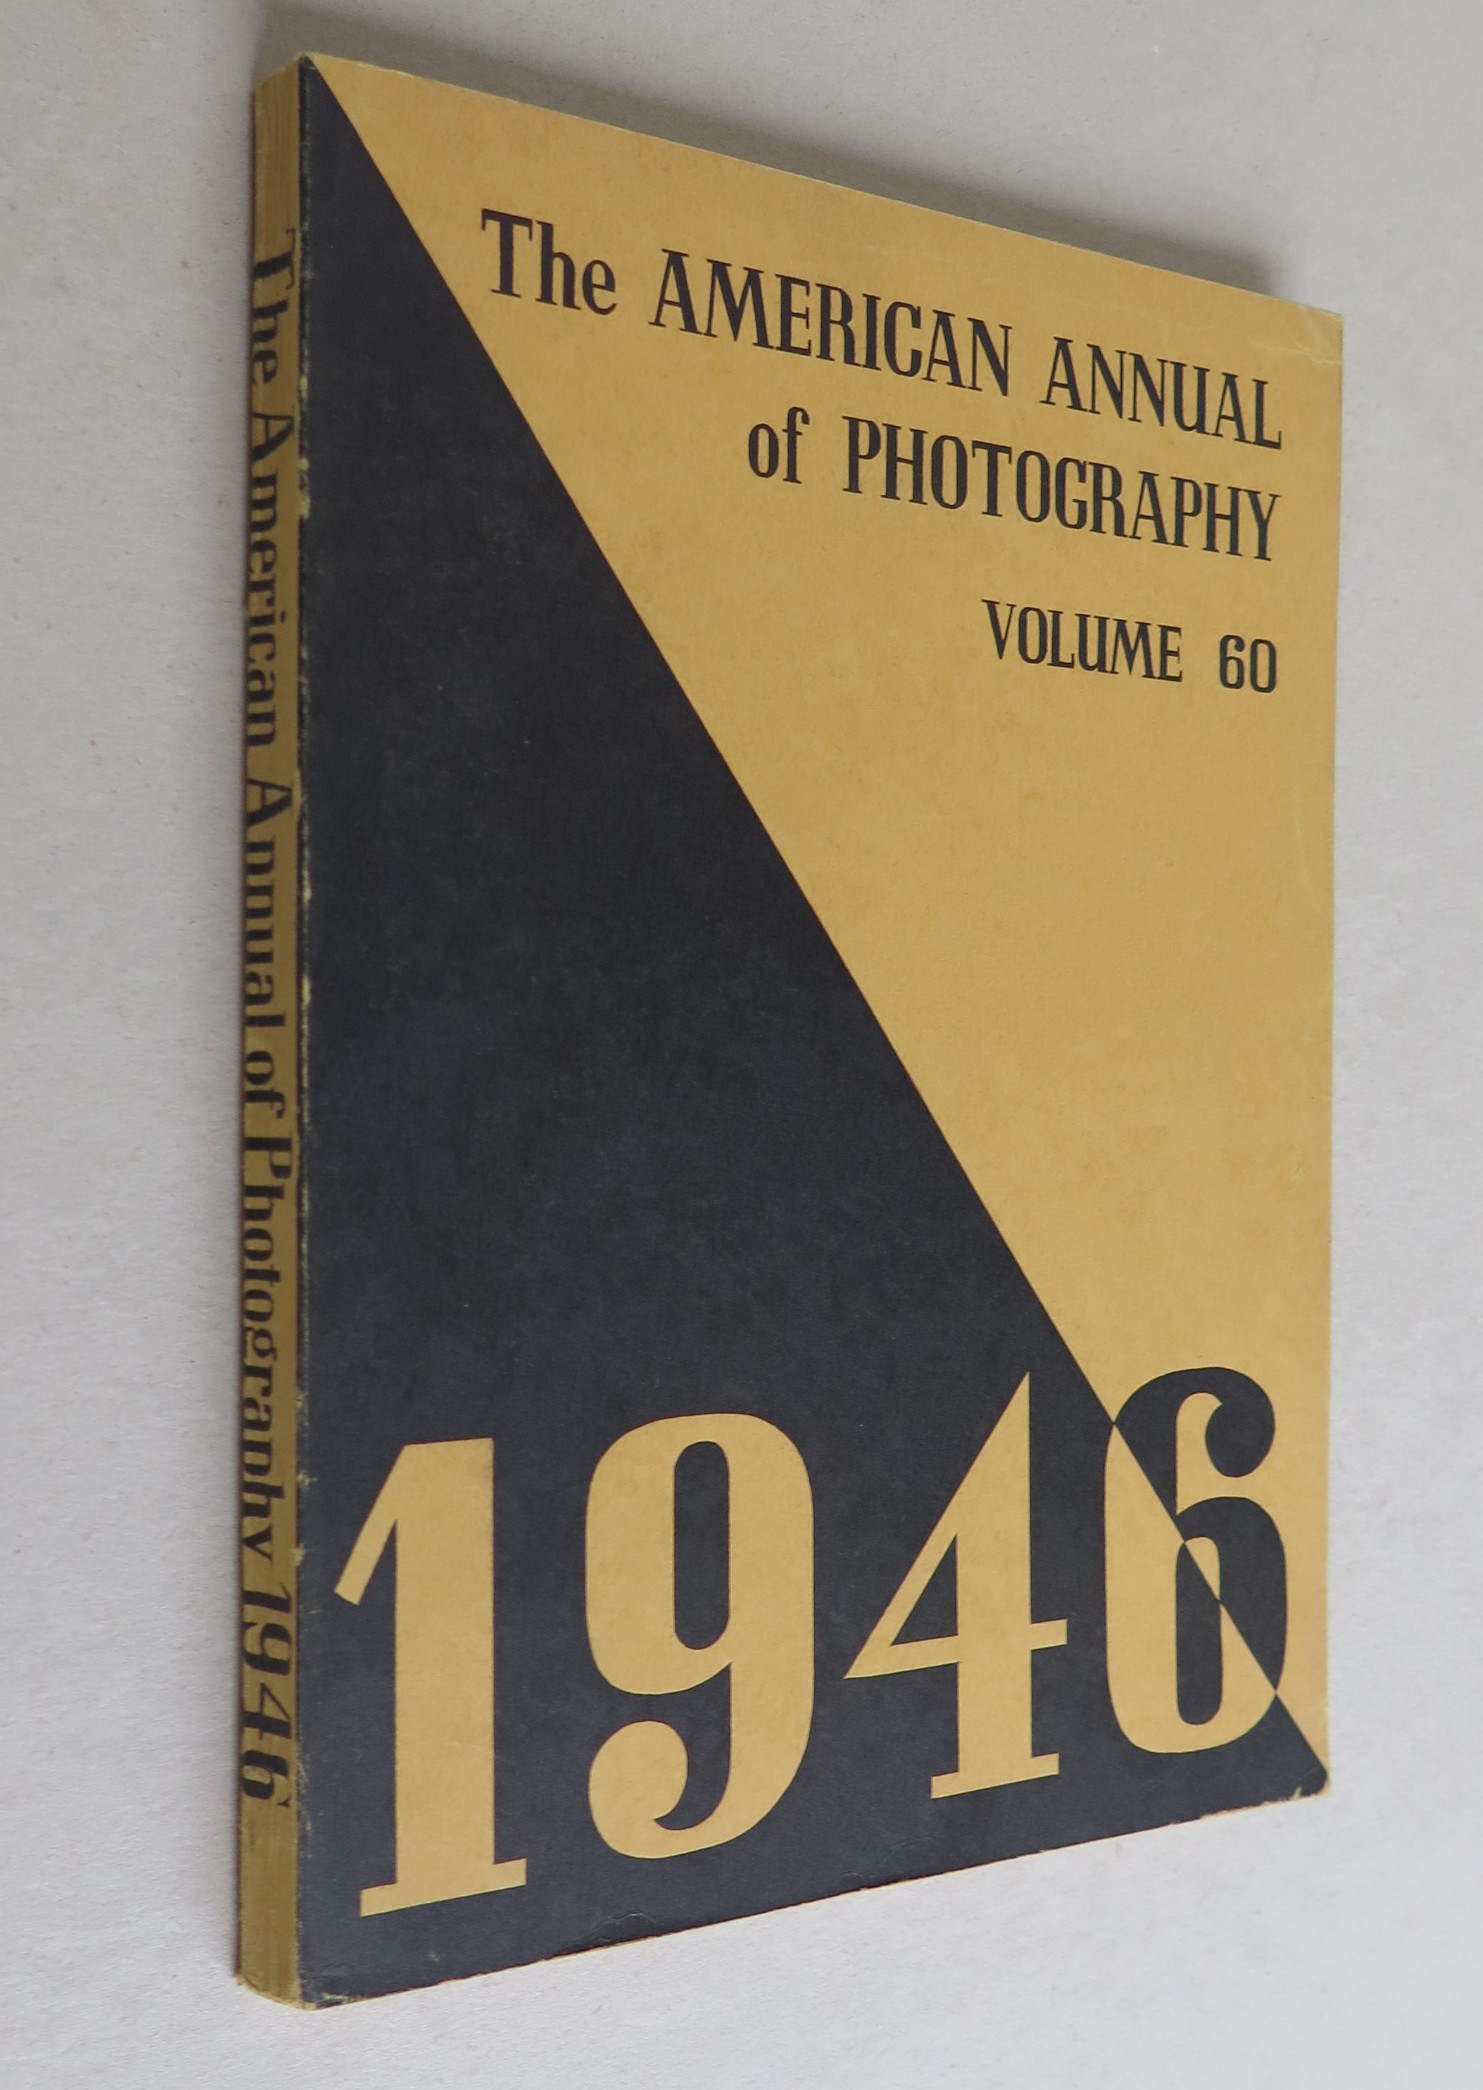 The AMERICAN ANNUAL
of PHOTOGRAPHY
VOLUME 60
1946
The American Annual of Photography 1946